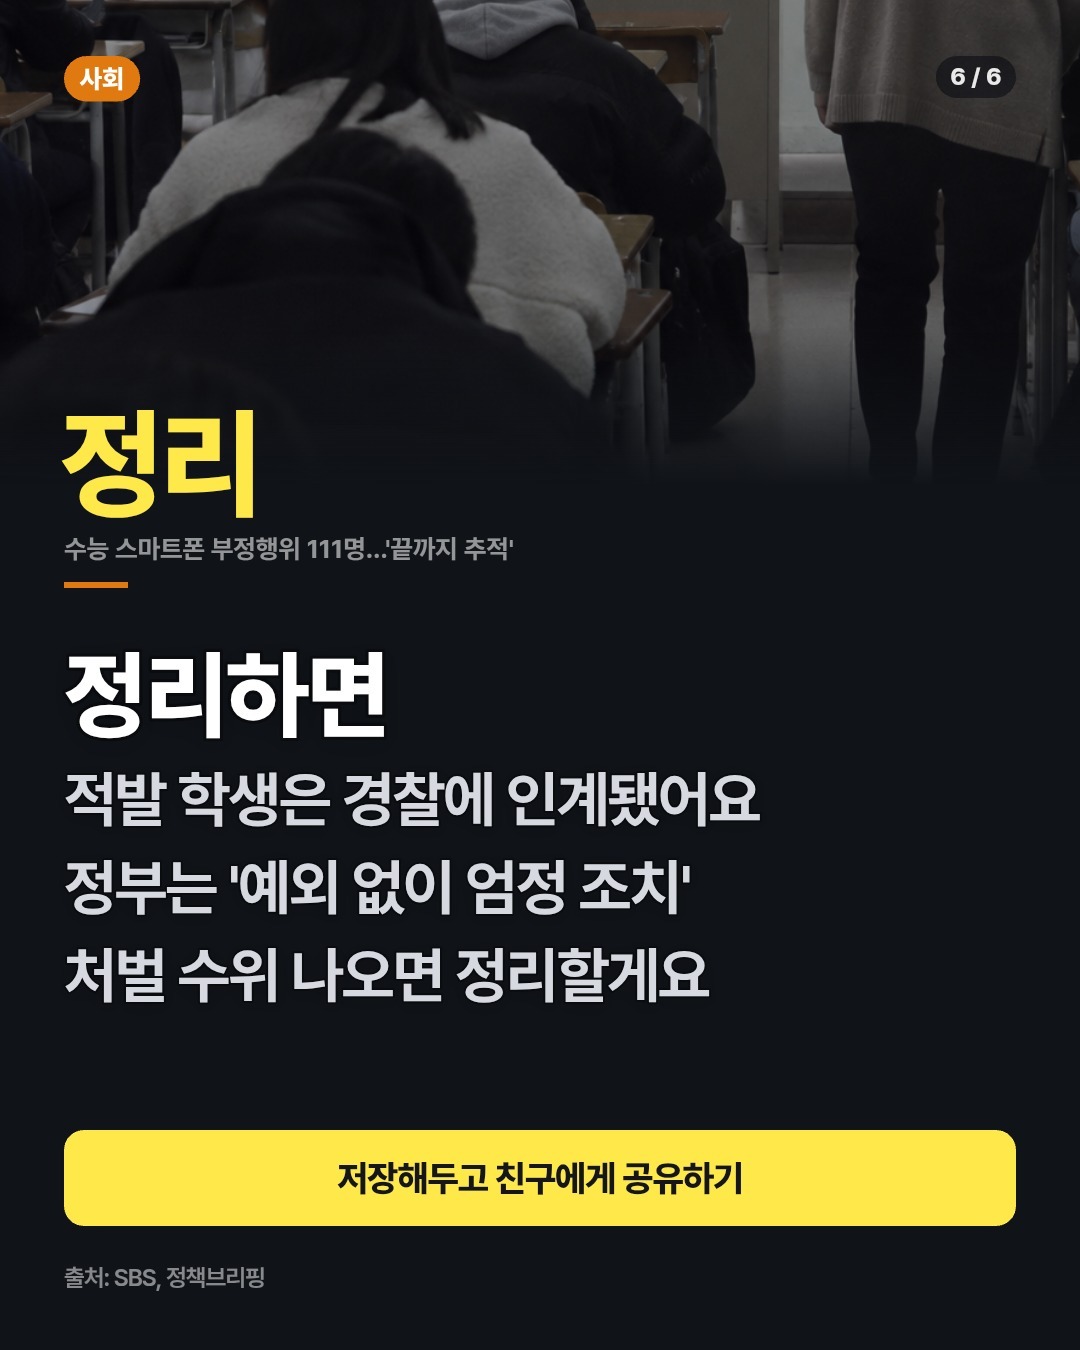 사회
6 / 6
정리
수능 스마트폰 부정행위 111명...'끝까지 추적'
정리하면
적발 학생은 경찰에 인계됐어요
정부는 '예외 없이 엄정 조치'
처벌 수위 나오면 정리할게요
저장해두고 친구에게 공유하기
출처: SBS, 정책브리핑